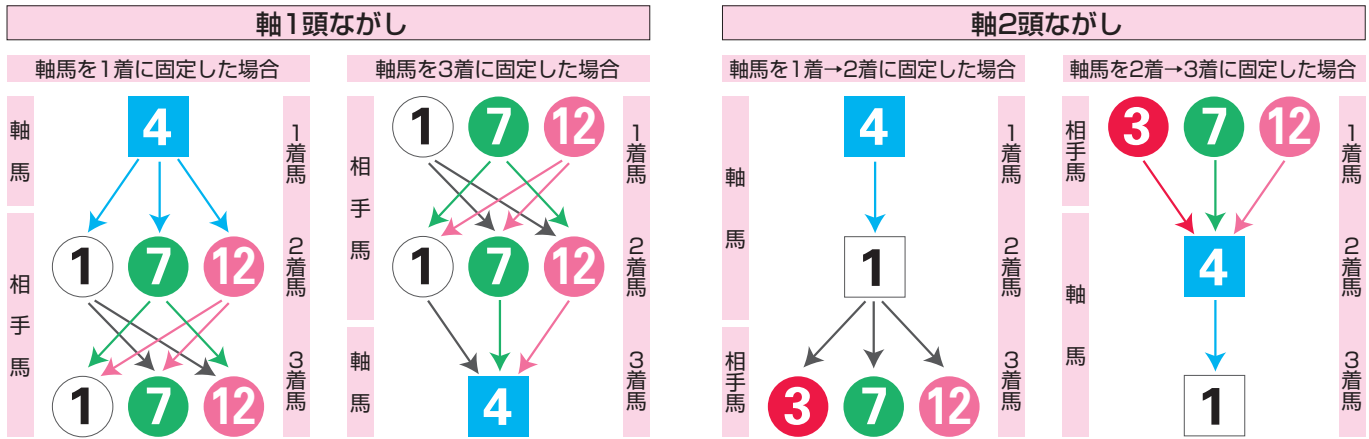 軸1頭ながし
軸馬を1着に固定した場合
軸馬
相手馬
4
1 7 12
1 7 12
1着馬
2着馬
3着馬
軸馬を3着に固定した場合
相手馬
軸馬
1 7 12
1 7 12
4
1着馬
2着馬
3着馬
軸2頭ながし
軸馬を1着→2着に固定した場合
軸馬
相手馬
4
1
3 7 12
1着馬
2着馬
3着馬
軸馬を2着→3着に固定した場合
相手馬
軸馬
3 7 12
4
1
1着馬
2着馬
3着馬